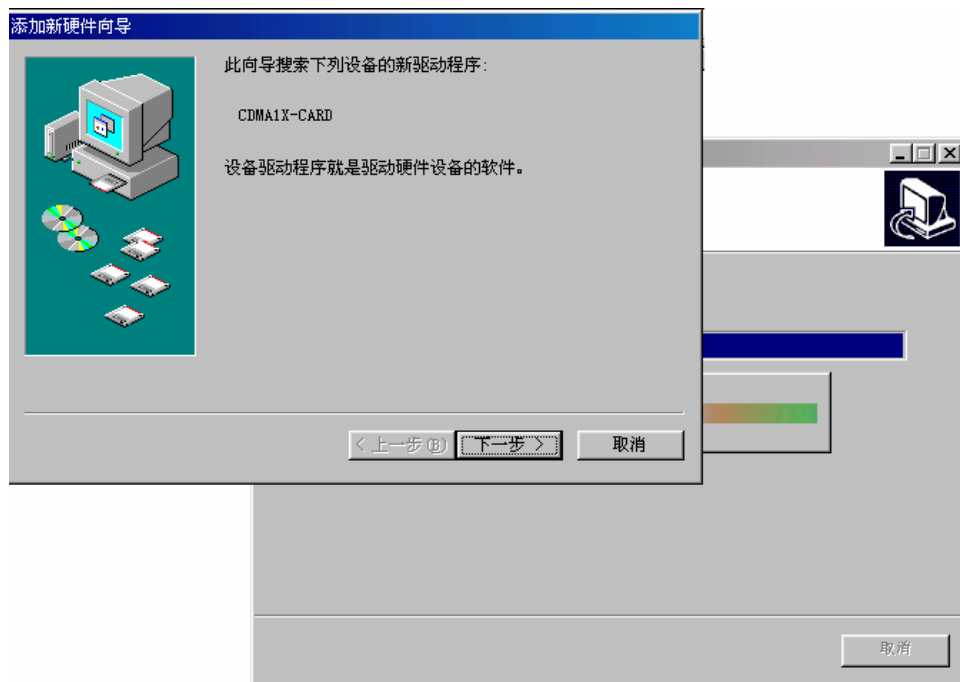 添加新硬件向导
此向导搜索下列设备的新驱动程序:
CDMA1X-CARD
设备驱动程序就是驱动硬件设备的软件。
< 上一步(B)
下一步 >
取消
取消